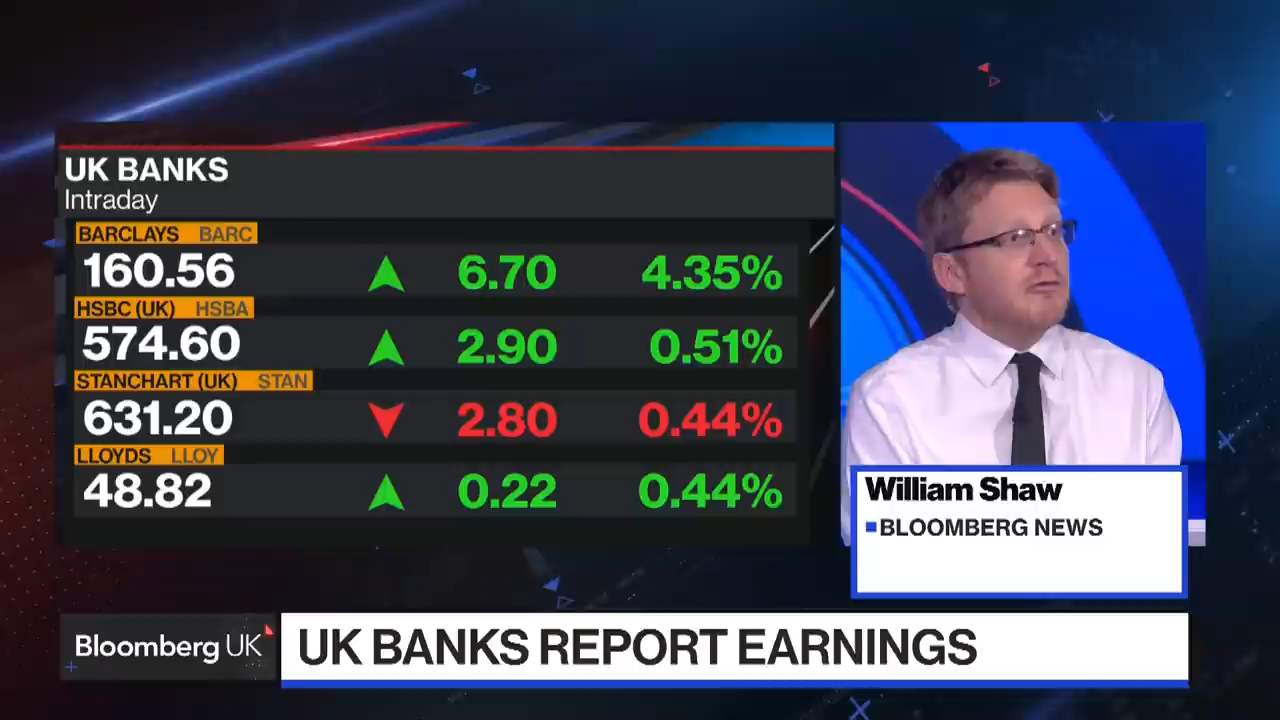 UK BANKS
Intraday
BARCLAYS BARC
160.56 6.70 4.35%
HSBC (UK) HSBA
574.60 2.90 0.51%
STANCHART (UK) STAN
631.20 2.80 0.44%
LLOYDS LLOY
48.82 0.22 0.44%
William Shaw
BLOOMBERG NEWS
Bloomberg UK
UK BANKS REPORT EARNINGS